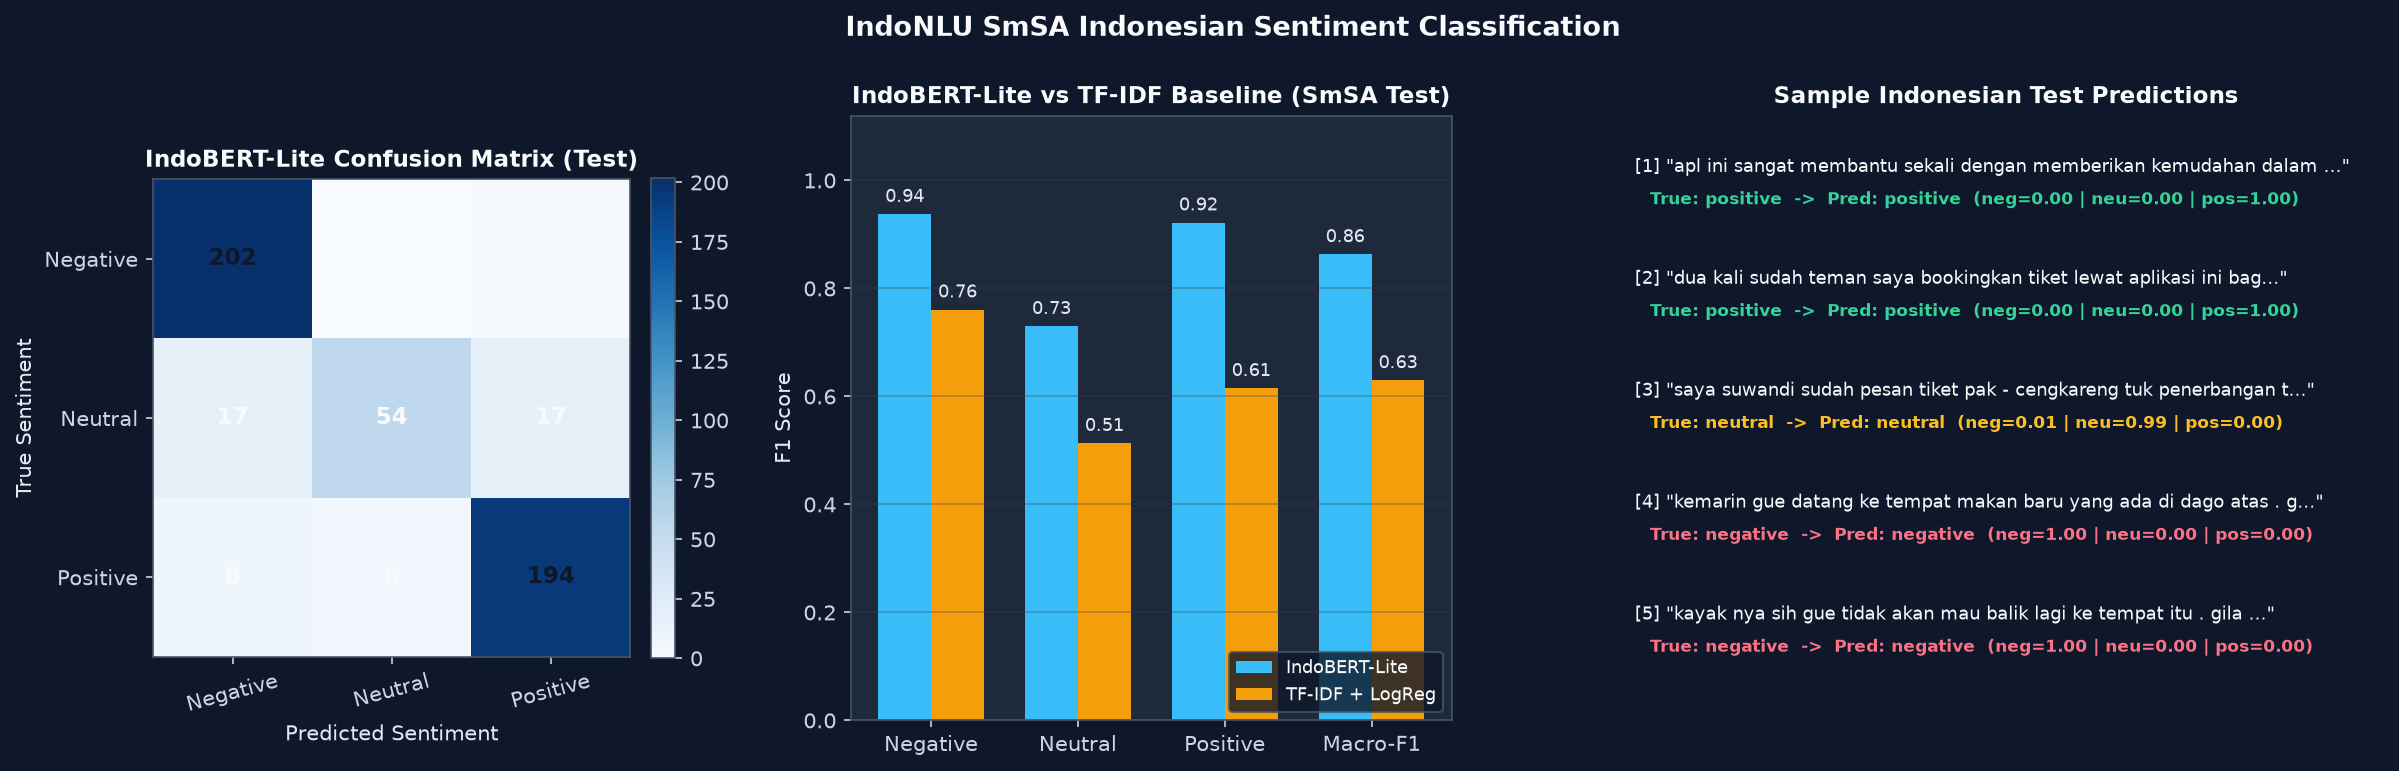 IndoNLU SmSA Indonesian Sentiment Classification
IndoBERT-Lite Confusion Matrix (Test)
True Sentiment
Negative
Neutral
Positive
202
2
17
54
17
8
6
194
Negative
Neutral
Positive
Predicted Sentiment
200
175
150
125
100
75
50
25
0
IndoBERT-Lite vs TF-IDF Baseline (SmSA Test)
F1 Score
1.0
0.8
0.6
0.4
0.2
0.0
0.94
0.76
0.73
0.51
0.92
0.61
0.86
0.63
IndoBERT-Lite
TF-IDF + LogReg
Negative
Neutral
Positive
Macro-F1
Sample Indonesian Test Predictions
[1] "apl ini sangat membantu sekali dengan memberikan kemudahan dalam ..."
True: positive -> Pred: positive (neg=0.00 | neu=0.00 | pos=1.00)
[2] "dua kali sudah teman saya bookingkan tiket lewat aplikasi ini bag..."
True: positive -> Pred: positive (neg=0.00 | neu=0.00 | pos=1.00)
[3] "saya suwandi sudah pesan tiket pak - cengkareng tuk penerbangan t..."
True: neutral -> Pred: neutral (neg=0.01 | neu=0.99 | pos=0.00)
[4] "kemarin gue datang ke tempat makan baru yang ada di dago atas . g..."
True: negative -> Pred: negative (neg=1.00 | neu=0.00 | pos=0.00)
[5] "kayak nya sih gue tidak akan mau balik lagi ke tempat itu . gila ..."
True: negative -> Pred: negative (neg=1.00 | neu=0.00 | pos=0.00)